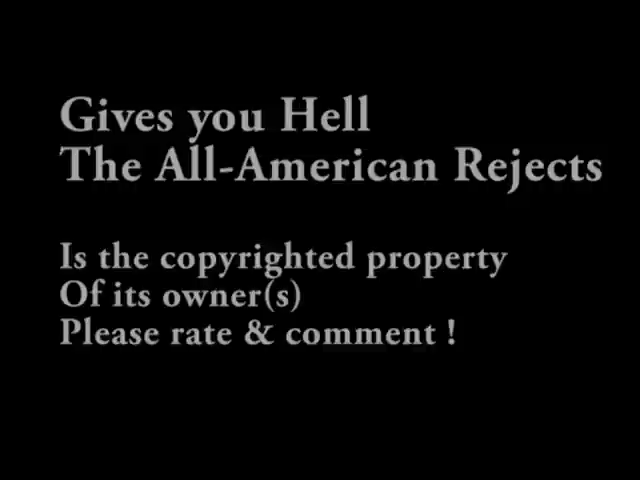 Gives you Hell
The All-American Rejects
Is the copyrighted property
Of its owner(s)
Please rate & comment !